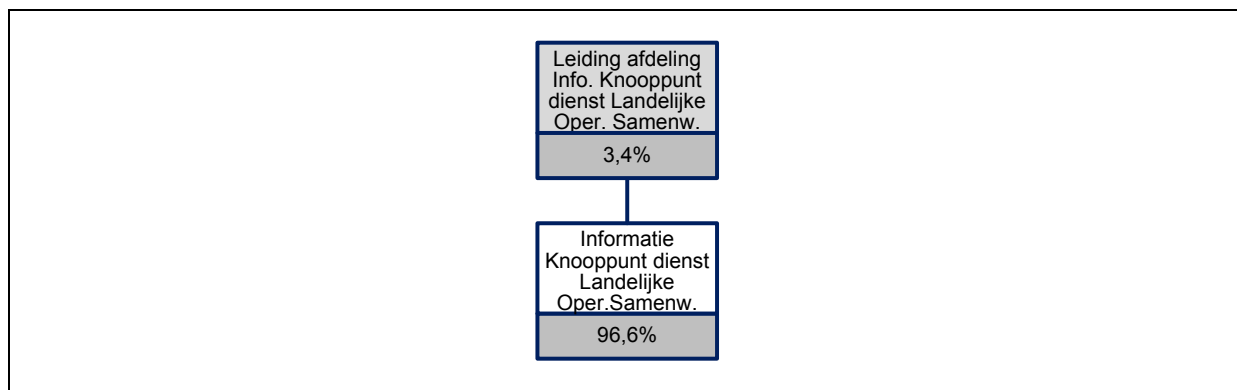 Leiding afdeling
Info. Knooppunt
dienst Landelijke
Oper. Samenw.
3,4%
Informatie
Knooppunt dienst
Landelijke
Oper.Samenw.
96,6%